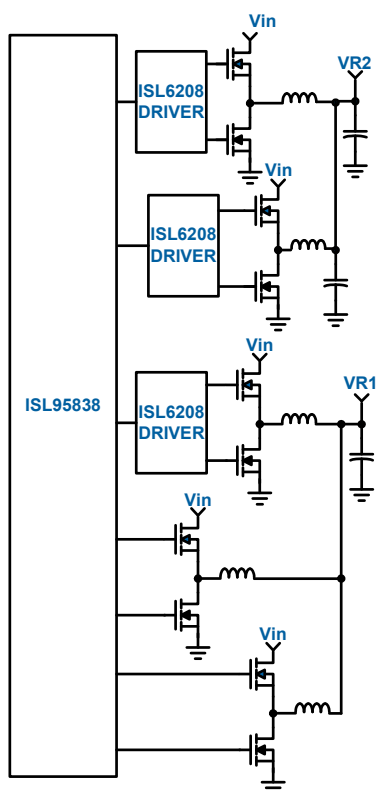 Vin
ISL6208
DRIVER
VR2
Vin
ISL6208
DRIVER
Vin
ISL6208
DRIVER
VR1
ISL95838
Vin
Vin